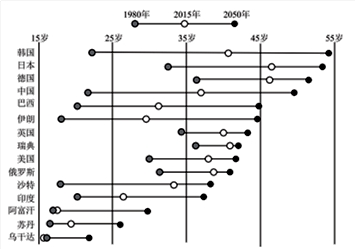 1980年 2015年 2050年
15岁 25岁 35岁 45岁 55岁
韩国
日本
德国
中国
巴西
伊朗
英国
瑞典
美国
俄罗斯
沙特
印度
阿富汗
苏丹
乌干达